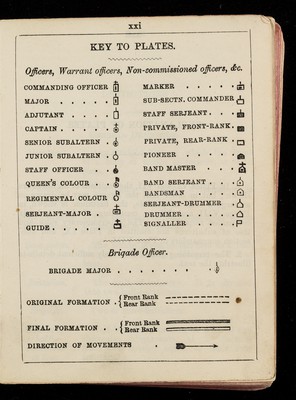 xxi
KEY TO PLATES.
Officers, Warrant officers, Non-commissioned officers, &c.
COMMANDING OFFICER
MAJOR . . . . .
ADJUTANT . . . .
CAPTAIN . . . . .
SENIOR SUBALTERN .
JUNIOR SUBALTERN .
STAFF OFFICER . .
QUEEN'S COLOUR . .
REGIMENTAL COLOUR
SERJEANT-MAJOR .
GUIDE . . . . .
MARKER . . . . .
SUB-SECTN. COMMANDER
STAFF SERJEANT . . .
PRIVATE, FRONT-RANK .
PRIVATE, REAR-RANK
PIONEER . . . .
BAND MASTER . . .
BAND SERJEANT . . .
BANDSMAN . . . .
SERJEANT-DRUMMER .
DRUMMER . . . . .
SIGNALLER . . . .
Brigade Officer.
BRIGADE MAJOR . . . . . . .
ORIGINAL FORMATION . { Front Rank
Rear Rank
FINAL FORMATION . . { Front Rank
Rear Rank
DIRECTION OF MOVEMENTS .